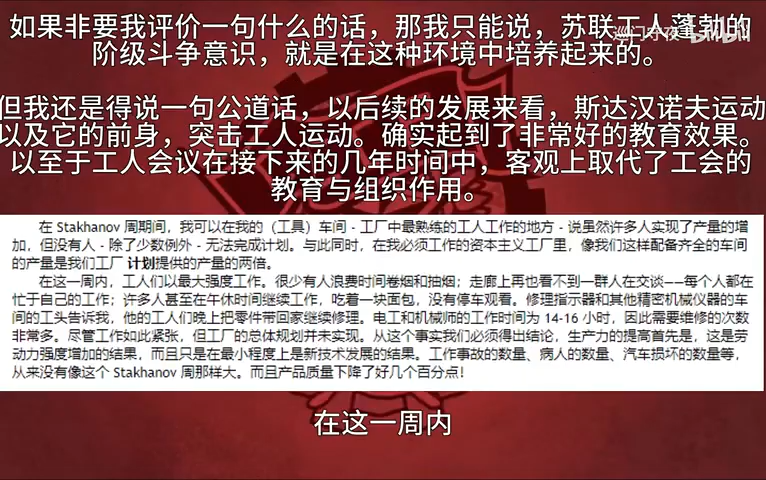 如果非要我评价一句什么的话，那我只能说，苏联工人蓬勃的
阶级斗争意识，就是在这种环境中培养起来的。
但我还是得说一句公道话，以后续的发展来看，斯达汉诺夫运动
以及它的前身，突击工人运动。确实起到了非常好的教育效果。
以至于工人会议在接下来的几年时间中，客观上取代了工会的
教育与组织作用。
在 Stakhanov 周期间，我可以在我的（工具）车间 - 工厂中最熟练的工人工作的地方 - 说虽然许多人实现了产量的增
加，但没有人 - 除了少数例外 - 无法完成计划。与此同时，在我必须工作的资本主义工厂里，像我们这样配备齐全的车间
的产量是我们工厂 计划提供的产量的两倍。
在这一周内，工人们以最大强度工作。很少有人浪费时间卷烟和抽烟；走廊上再也看不到一群人在交谈——每个人都在
忙于自己的工作；许多人甚至在午休时间继续工作，吃着一块面包，没有停车观看。修理指示器和其他精密机械仪器的车
间的工头告诉我，他的工人们晚上把零件带回家继续修理。电工和机械师的工作时间为 14-16 小时，因此需要维修的次数
非常多。尽管工作如此紧张，但工厂的总体规划并未实现。从这个事实我们必须得出结论，生产力的提高首先是，这是劳
动力强度增加的结果，而且只是在最小程度上是新技术发展的结果。工作事故的数量、病人的数量、汽车损坏的数量等，
从来没有像这个 Stakhanov 周那样大。而且产品质量下降了好几个百分点！
在这一周内